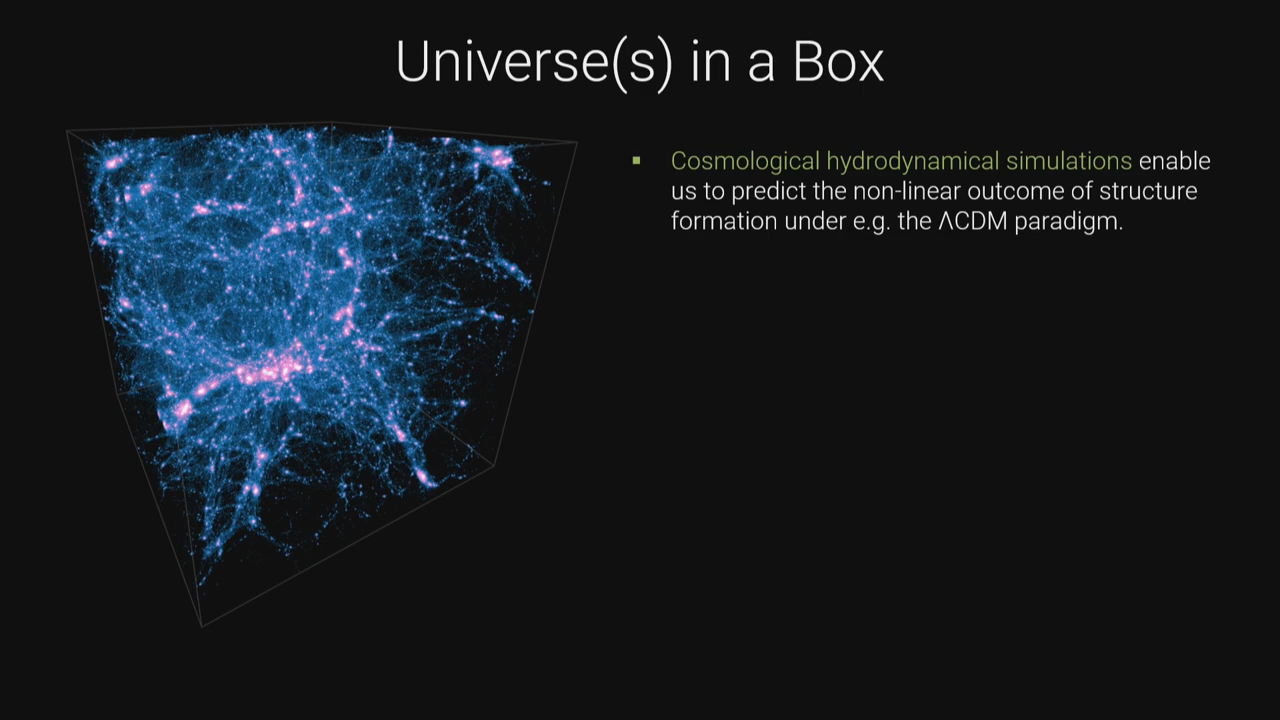 Universe(s) in a Box
Cosmological hydrodynamical simulations enable
us to predict the non-linear outcome of structure
formation under e.g. the ΛCDM paradigm.